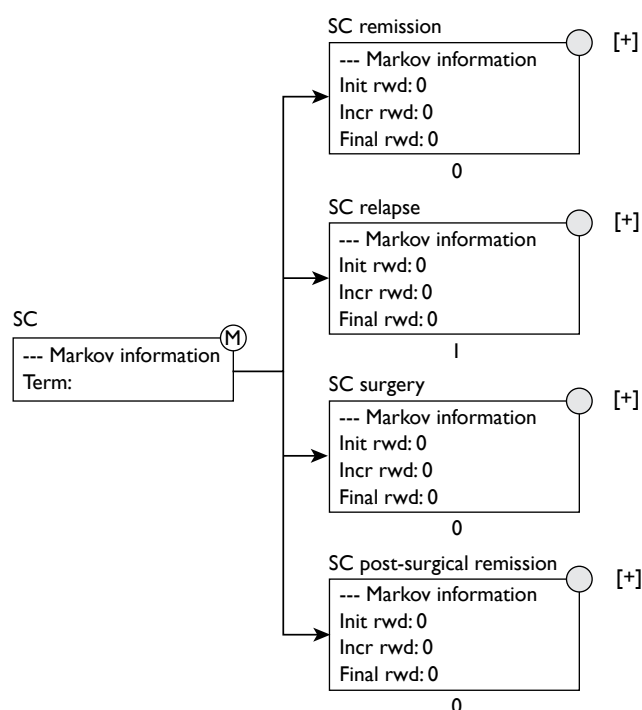 SC remission
[+]
--- Markov information
Init rwd: 0
Incr rwd: 0
Final rwd: 0
0
SC relapse
[+]
--- Markov information
Init rwd: 0
Incr rwd: 0
Final rwd: 0
1
SC
M
--- Markov information
Term:
SC surgery
[+]
--- Markov information
Init rwd: 0
Incr rwd: 0
Final rwd: 0
0
SC post-surgical remission
[+]
--- Markov information
Init rwd: 0
Incr rwd: 0
Final rwd: 0
0